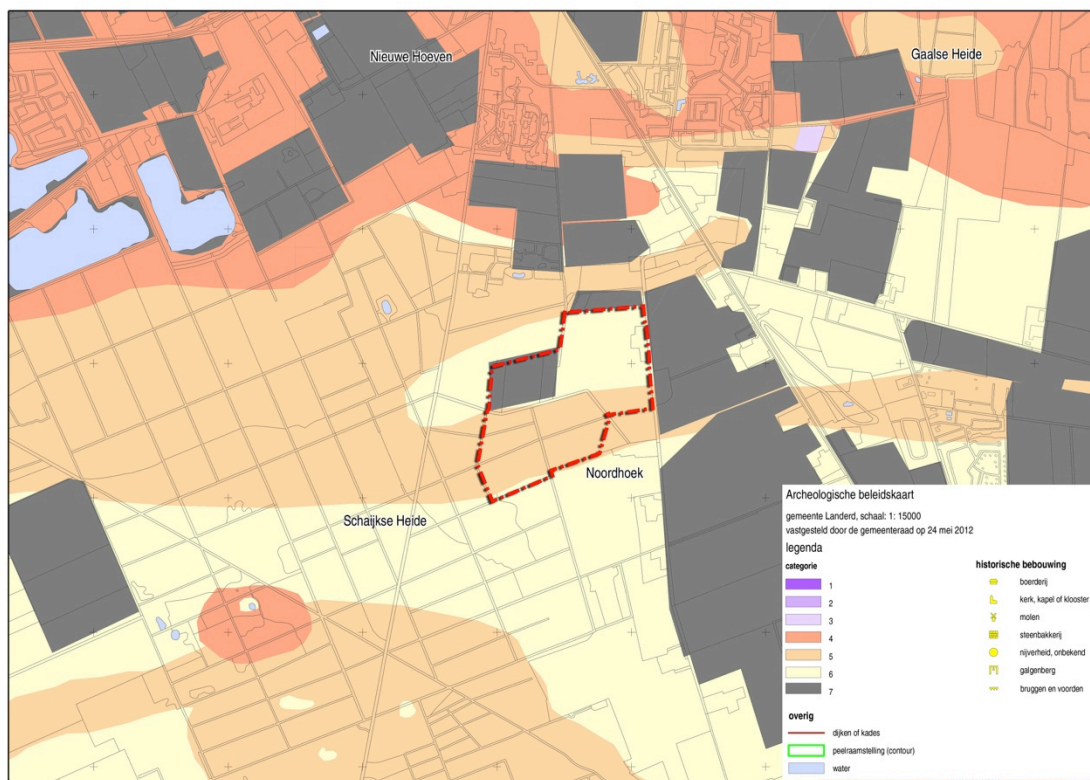 Nieuwe Hoeven
Gaalse Heide
Noordhoek
Schaijkse Heide
Archeologische beleidskaart
gemeente Landerd, schaal: 1: 15000
vastgesteld door de gemeenteraad op 24 mei 2012
legenda
categorie
1
2
3
4
5
6
7
historische bebouwing
boerderij
kerk, kapel of klooster
molen
steenbakkerij
nijverheid, onbekend
galgenberg
bruggen en voorden
overig
dijken of kades
peelraamstelling (contour)
water